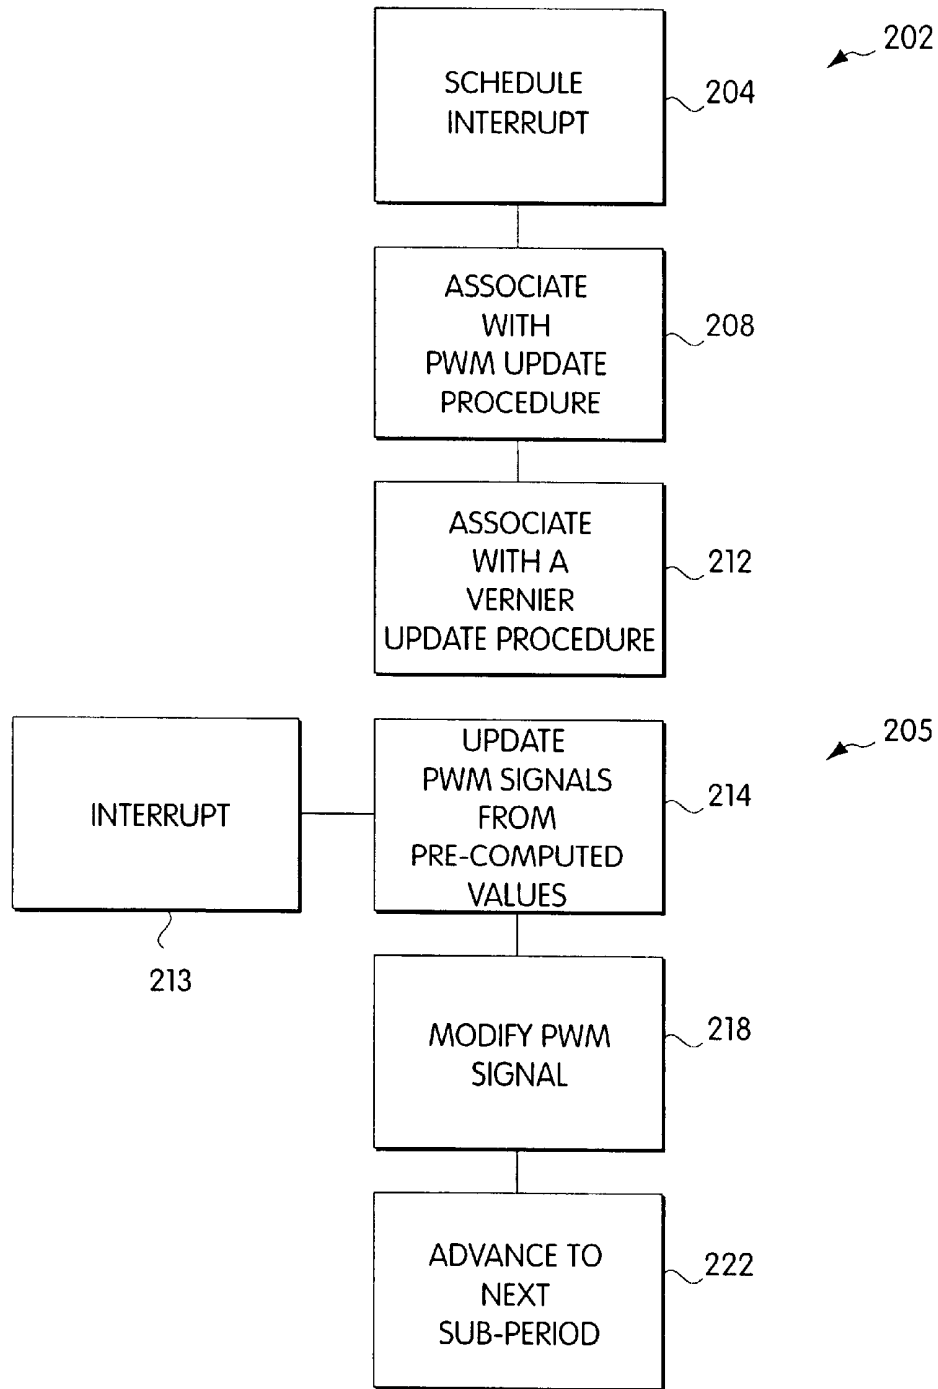 202
SCHEDULE
INTERRUPT
204
ASSOCIATE
WITH
PWM UPDATE
PROCEDURE
208
ASSOCIATE
WITH A
VERNIER
UPDATE PROCEDURE
212
205
INTERRUPT
213
UPDATE
PWM SIGNALS
FROM
PRE-COMPUTED
VALUES
214
MODIFY PWM
SIGNAL
218
ADVANCE TO
NEXT
SUB-PERIOD
222